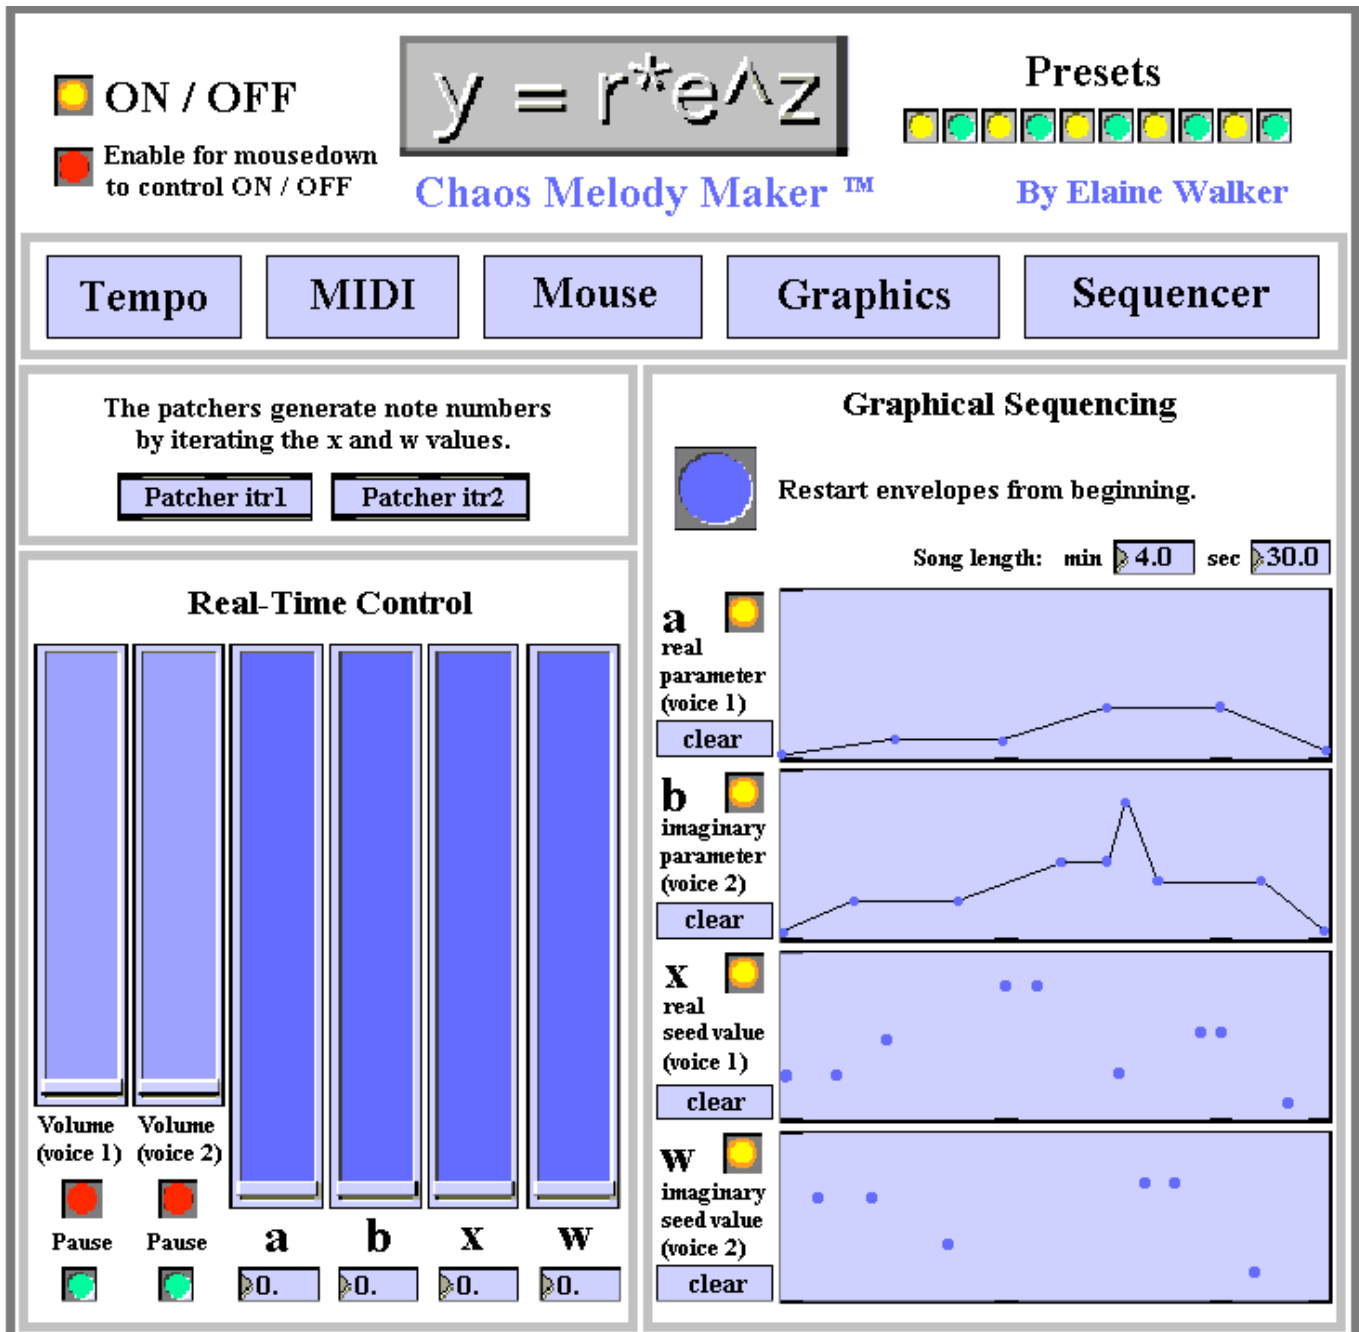 ON / OFF
Enable for mousedown
to control ON / OFF
y = r*e^z
Chaos Melody Maker ™
Presets
By Elaine Walker
Tempo
MIDI
Mouse
Graphics
Sequencer
The patchers generate note numbers
by iterating the x and w values.
Patcher itr1
Patcher itr2
Real-Time Control
Volume
(voice 1)
Volume
(voice 2)
Pause
Pause
a
b
x
w
0.
0.
0.
0.
Graphical Sequencing
Restart envelopes from beginning.
Song length: min 4.0 sec 30.0
a
real
parameter
(voice 1)
clear
b
imaginary
parameter
(voice 2)
clear
x
real
seed value
(voice 1)
clear
w
imaginary
seed value
(voice 2)
clear